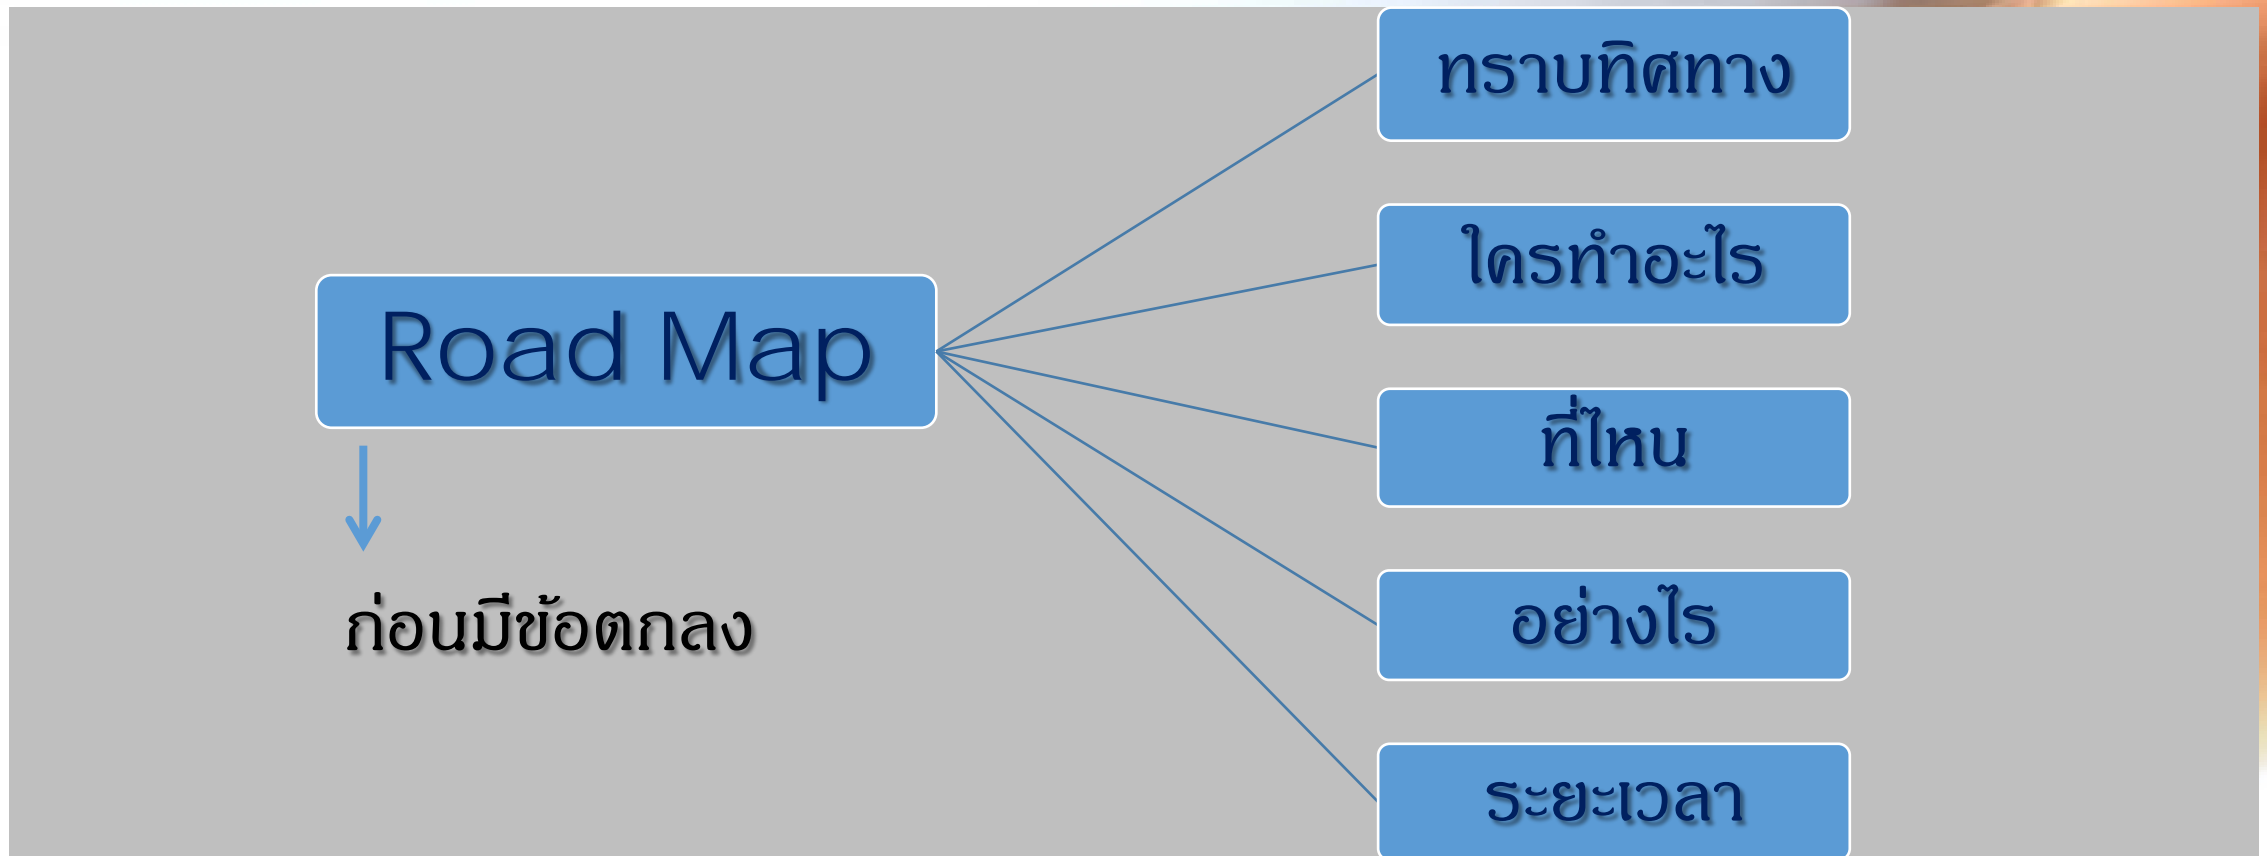 Road Map
ก่อนมีข้อตกลง
ทราบทิศทาง
ใครทำอะไร
ที่ไหน
อย่างไร
ระยะเวลา